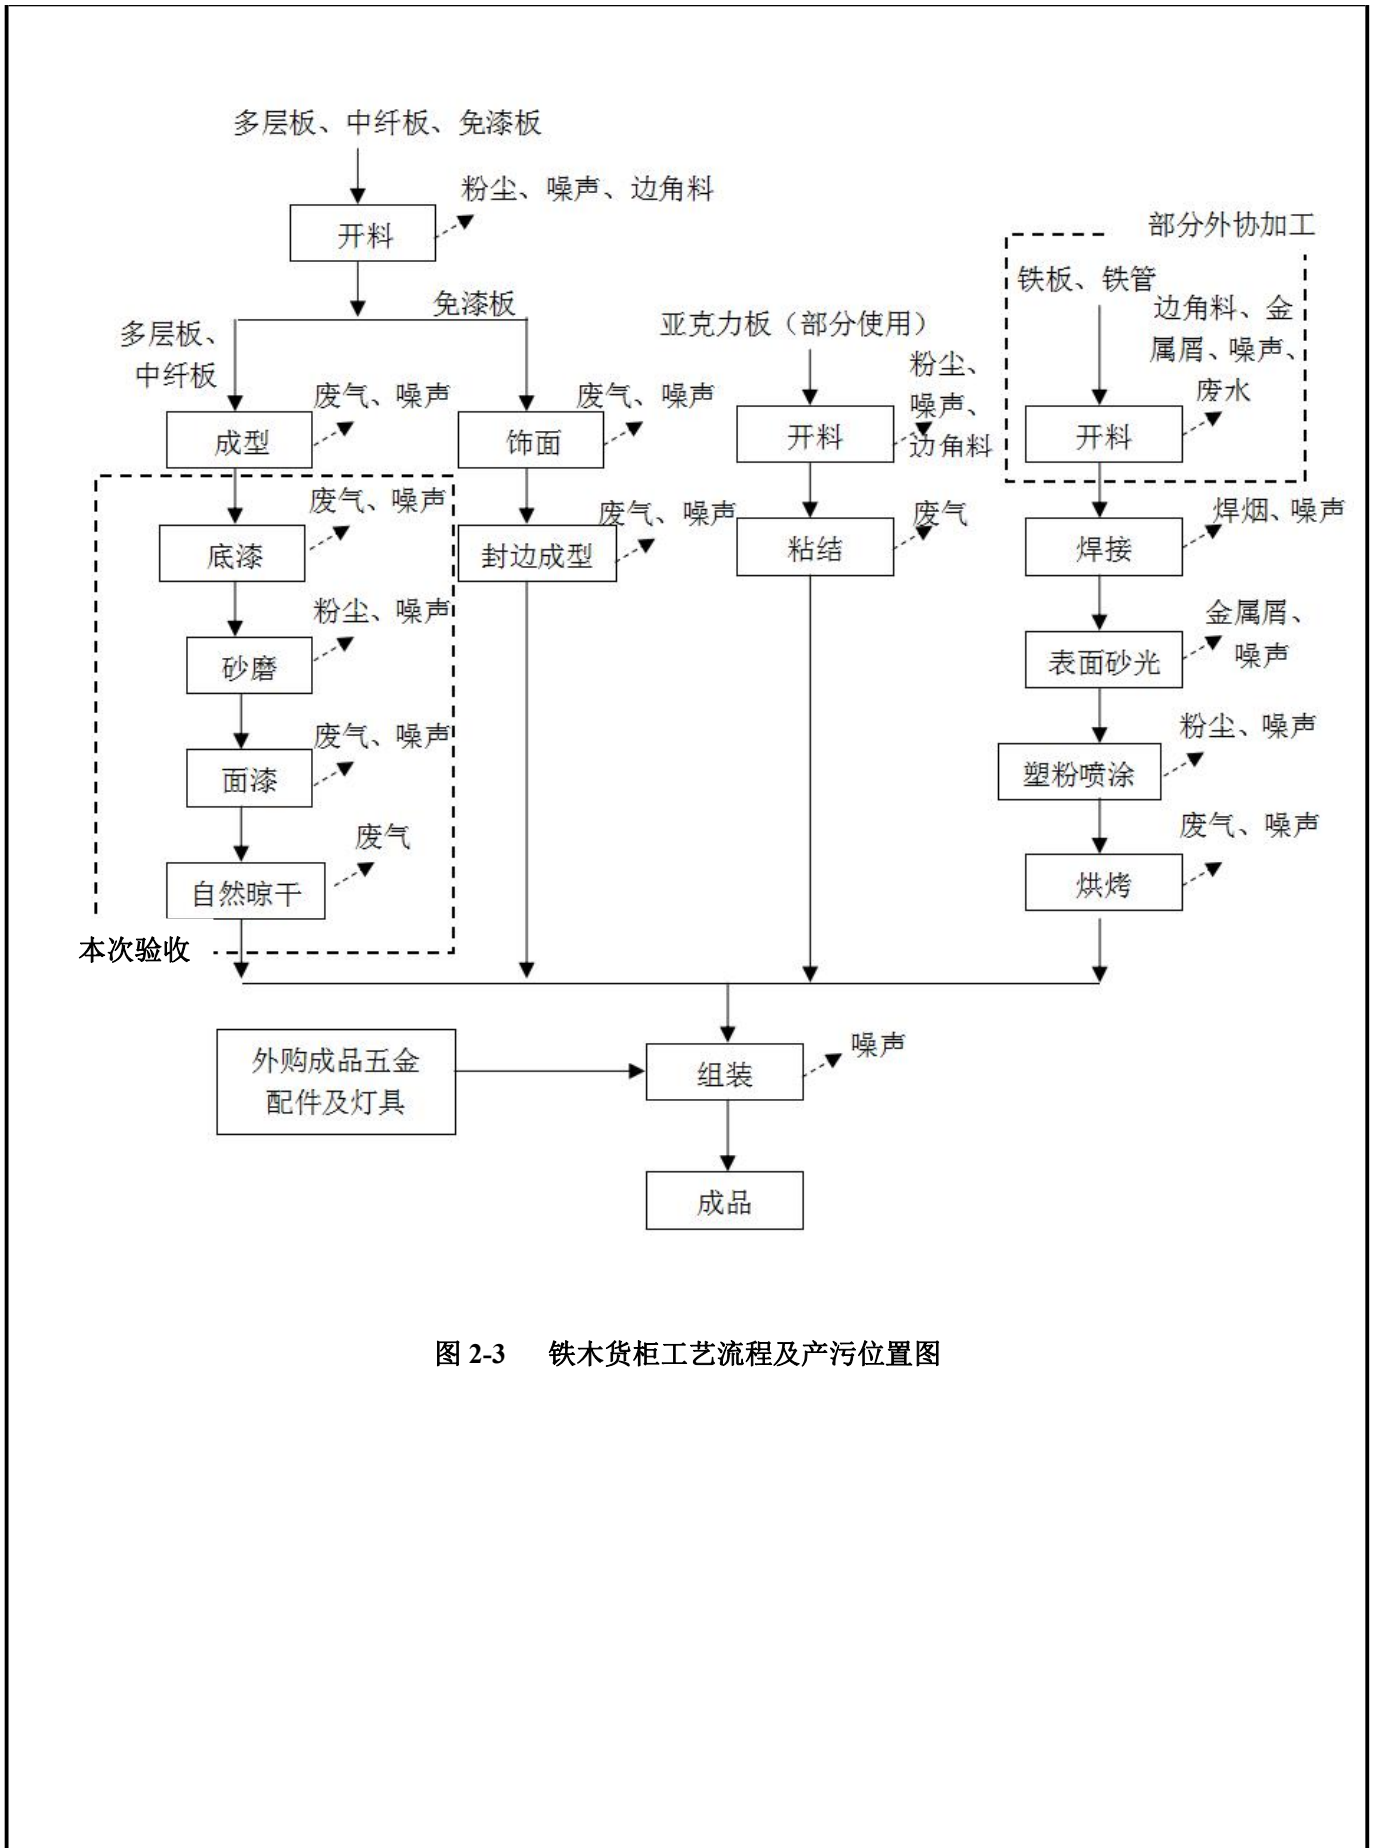 多层板、中纤板、免漆板
粉尘、噪声、边角料
开料
部分外协加工
铁板、铁管
免漆板
多层板、
中纤板
亚克力板（部分使用）
边角料、金
属屑、噪声、
废水
粉尘、
噪声、
边角料
废气、噪声
废气、噪声
成型
饰面
开料
开料
废气、噪声
废气、噪声
废气
焊烟、噪声
底漆
封边成型
粘结
焊接
粉尘、噪声
金属屑、
噪声
砂磨
表面砂光
废气、噪声
粉尘、噪声
面漆
塑粉喷涂
废气
废气、噪声
自然晾干
烘烤
本次验收
外购成品五金
配件及灯具
组装
噪声
成品
图 2-3 铁木货柜工艺流程及产污位置图